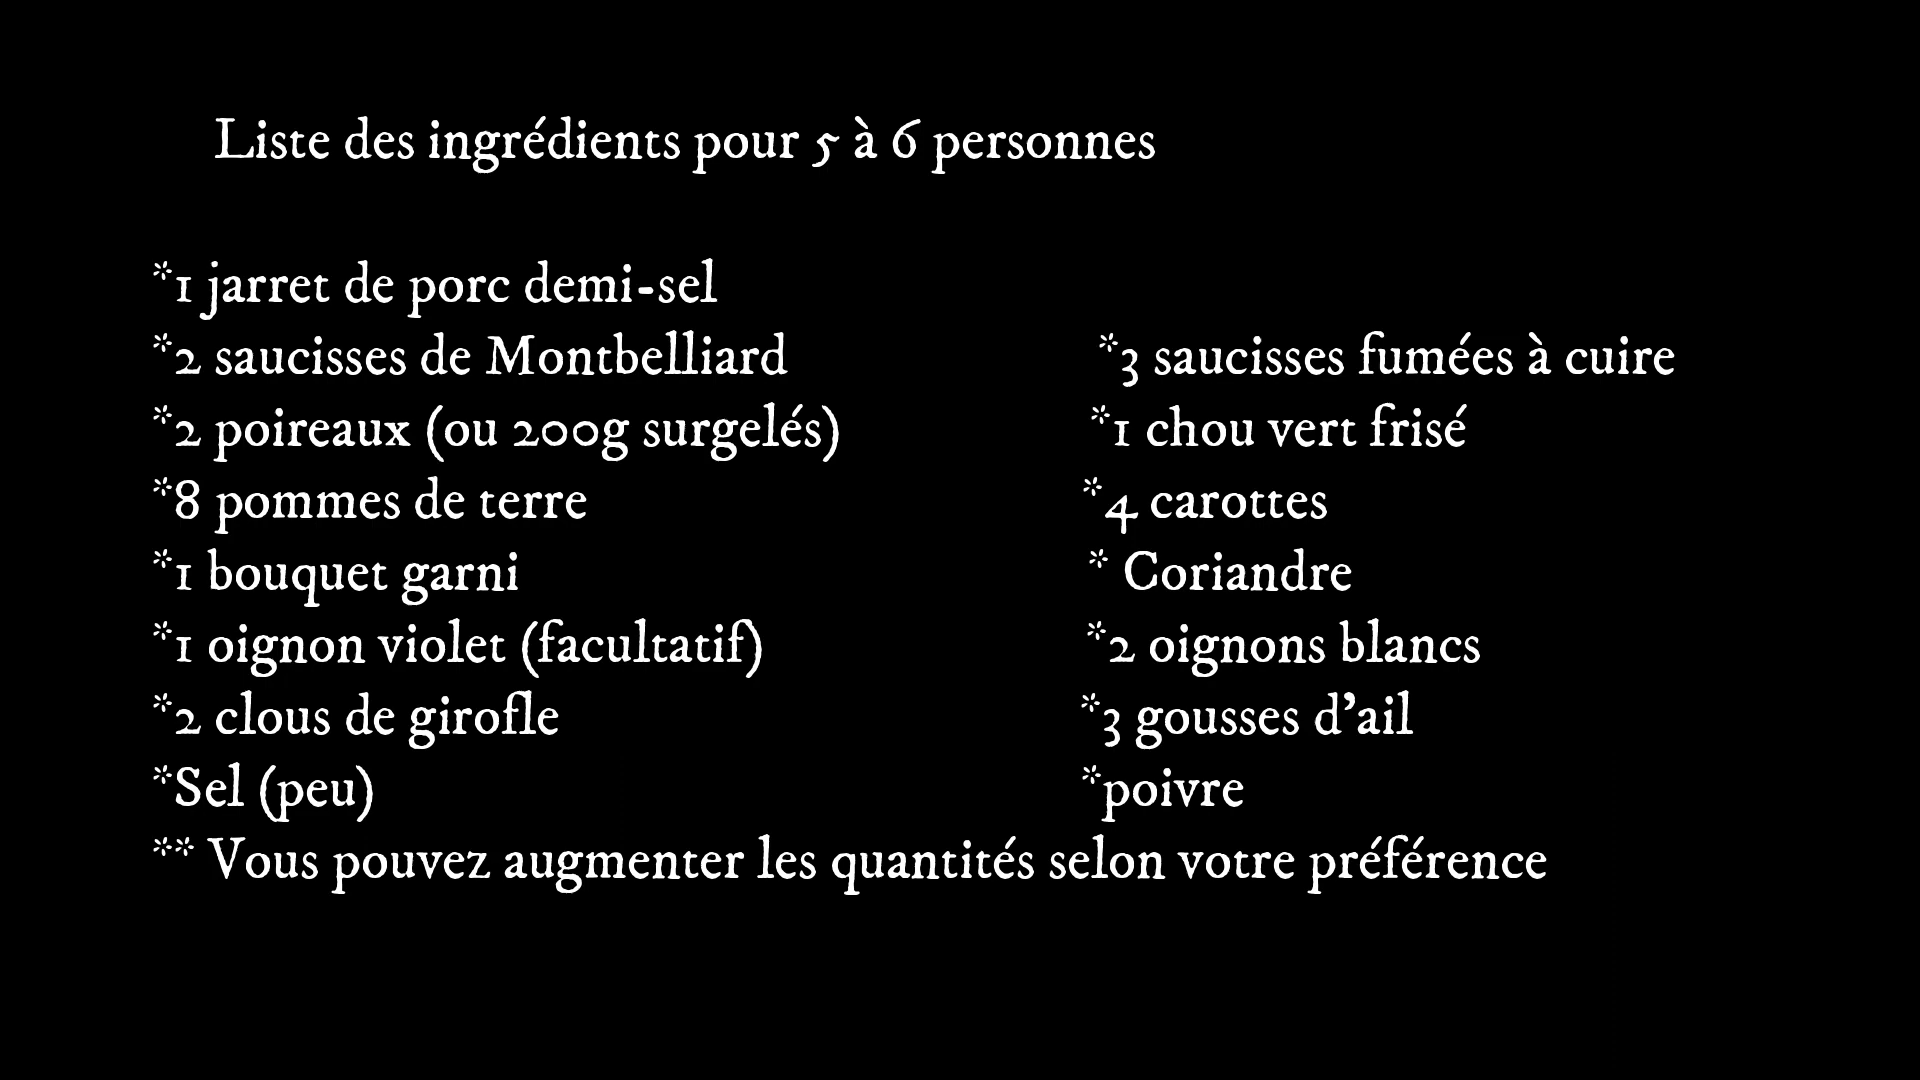 Liste des ingrédients pour 5 à 6 personnes
*1 jarret de porc demi-sel
*2 saucisses de Montbelliard *3 saucisses fumées à cuire
*2 poireaux (ou 200g surgelés) *1 chou vert frisé
*8 pommes de terre *4 carottes
*1 bouquet garni * Coriandre
*1 oignon violet (facultatif) *2 oignons blancs
*2 clous de girofle *3 gousses d'ail
*Sel (peu) *poivre
** Vous pouvez augmenter les quantités selon votre préférence